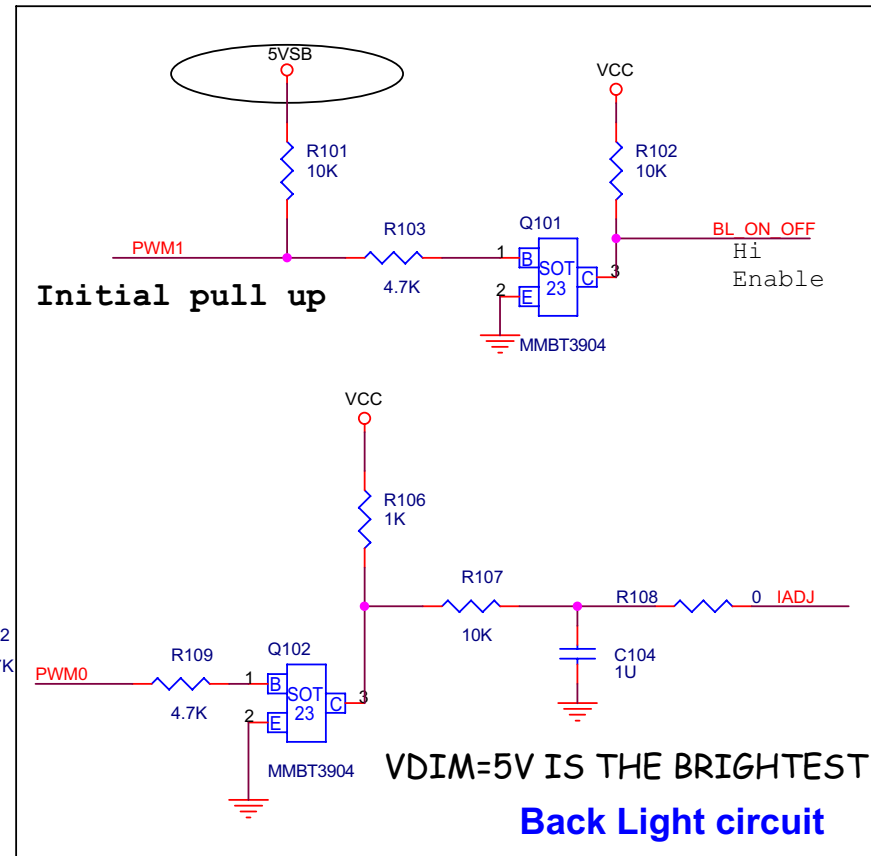 5VSB
VCC
R101
10K
R102
10K
R103
4.7K
Q101
PWM1
BL_ON_OFF
Hi
Enable
1
B
SOT
23
C
3
2
E
Initial pull up
MMBT3904
VCC
R106
1K
R107
10K
R108
0
IADJ
C104
1U
2
K
PWM0
R109
4.7K
Q102
1
B
SOT
23
C
3
2
E
MMBT3904
VDIM=5V IS THE BRIGHTEST
Back Light circuit